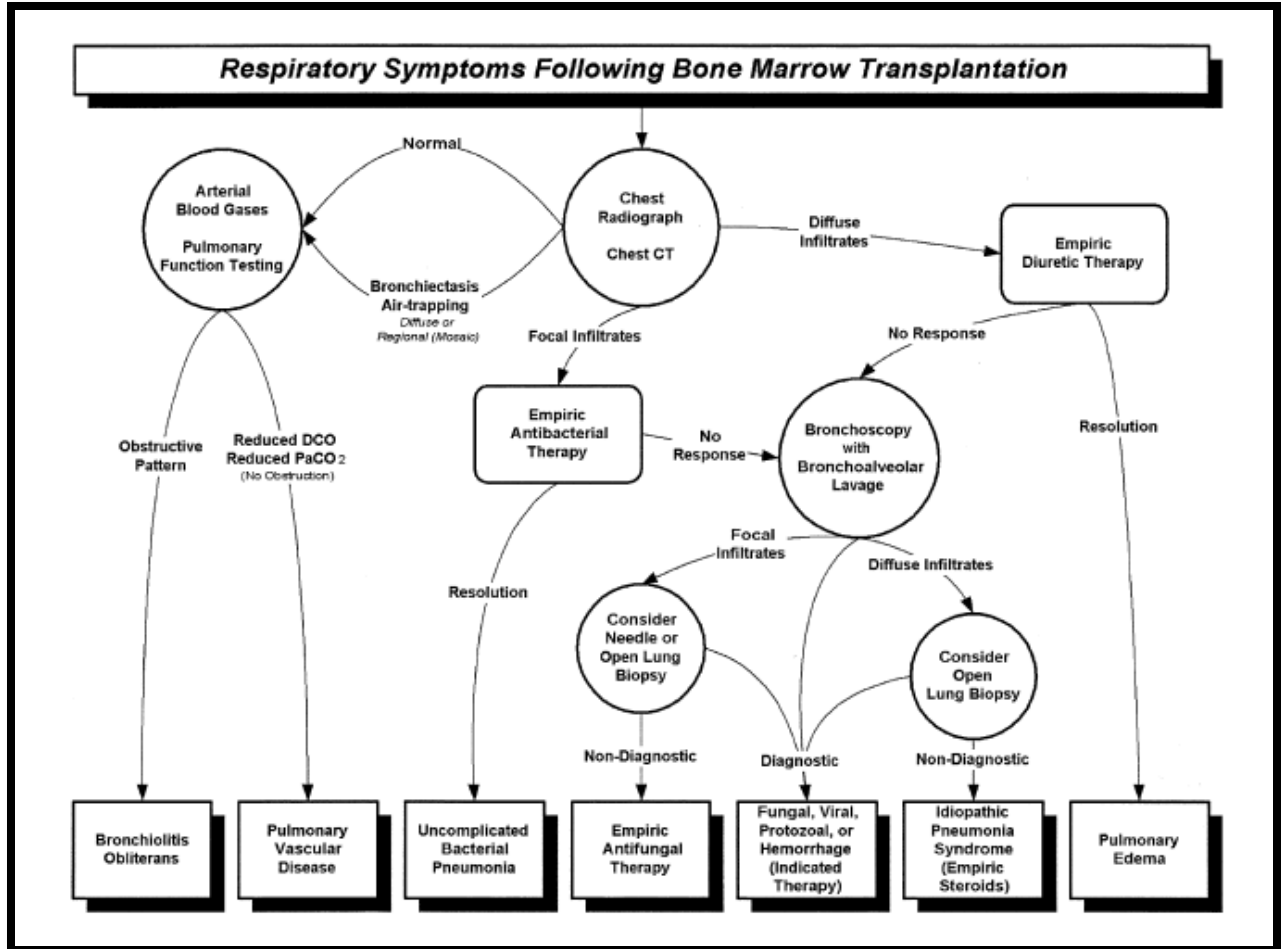 Respiratory Symptoms Following Bone Marrow Transplantation
Normal
Arterial
Blood Gases
Pulmonary
Function Testing
Chest
Radiograph
Chest CT
Diffuse
Infiltrates
Empiric
Diuretic Therapy
Bronchiectasis
Air-trapping
Diffuse or
Regional (Mosaic)
Focal Infiltrates
No Response
Empiric
Antibacterial
Therapy
No
Response
Bronchoscopy
with
Bronchoalveolar
Lavage
Obstructive
Pattern
Reduced DCO
Reduced PaCO2
(No Obstruction)
Resolution
Focal
Infiltrates
Diffuse Infiltrates
Resolution
Consider
Needle or
Open Lung
Biopsy
Consider
Open
Lung Biopsy
Non-Diagnostic
Diagnostic
Non-Diagnostic
Bronchiolitis
Obliterans
Pulmonary
Vascular
Disease
Uncomplicated
Bacterial
Pneumonia
Empiric
Antifungal
Therapy
Fungal, Viral,
Protozoal, or
Hemorrhage
(Indicated
Therapy)
Idiopathic
Pneumonia
Syndrome
(Empiric
Steroids)
Pulmonary
Edema